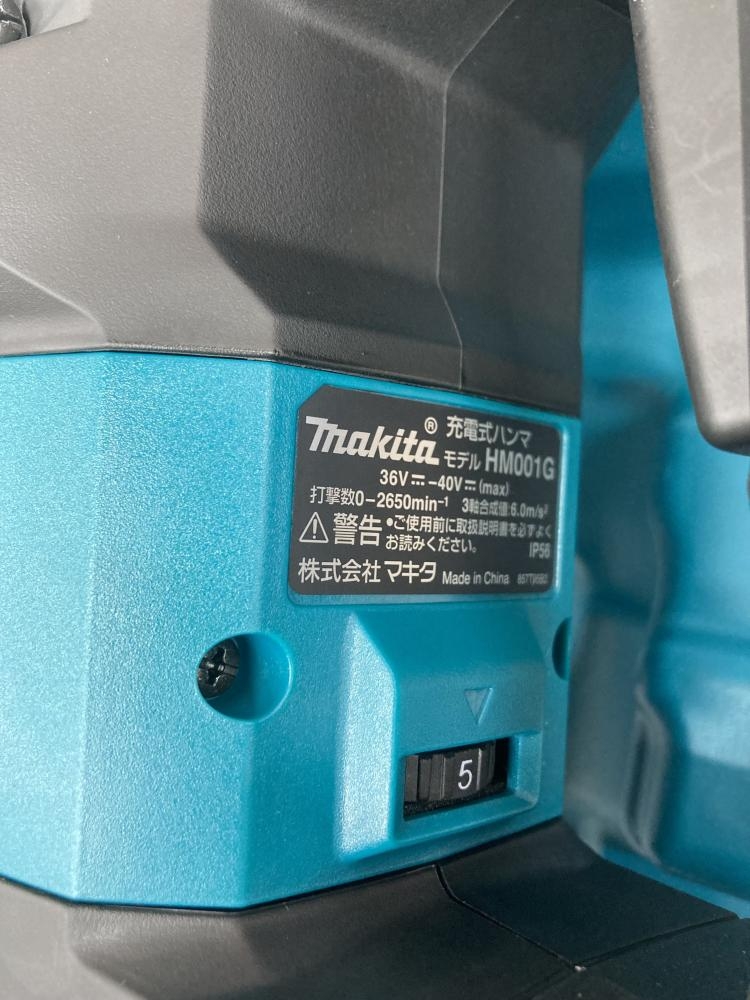 Makita® 充電式ハンマ
モデル HM001G
36V⎓-40V⎓(max)
打撃数0-2650min⁻¹ 3軸合成値:6.0m/s²
⚠警告 •ご使用前に取扱説明書を必ずよく
お読みください。 IP56
株式会社マキタ Made in China
5